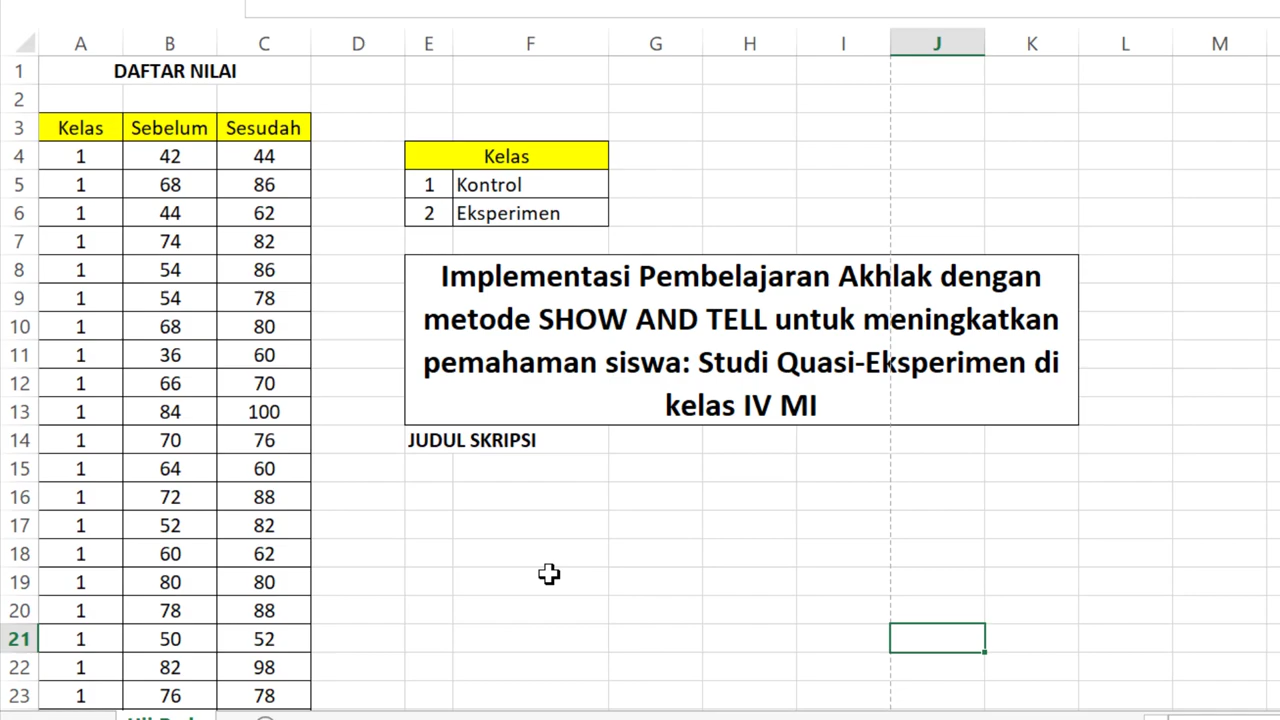 A B C D E F G H I J K L M
1 DAFTAR NILAI
2
3 Kelas Sebelum Sesudah
4 1 42 44 Kelas
5 1 68 86 1 Kontrol
6 1 44 62 2 Eksperimen
7 1 74 82
8 1 54 86 Implementasi Pembelajaran Akhlak dengan
9 1 54 78
10 1 68 80 metode SHOW AND TELL untuk meningkatkan
11 1 36 60 pemahaman siswa: Studi Quasi-Eksperimen di
12 1 66 70
13 1 84 100 kelas IV MI
14 1 70 76 JUDUL SKRIPSI
15 1 64 60
16 1 72 88
17 1 52 82
18 1 60 62
19 1 80 80
20 1 78 88
21 1 50 52
22 1 82 98
23 1 76 78